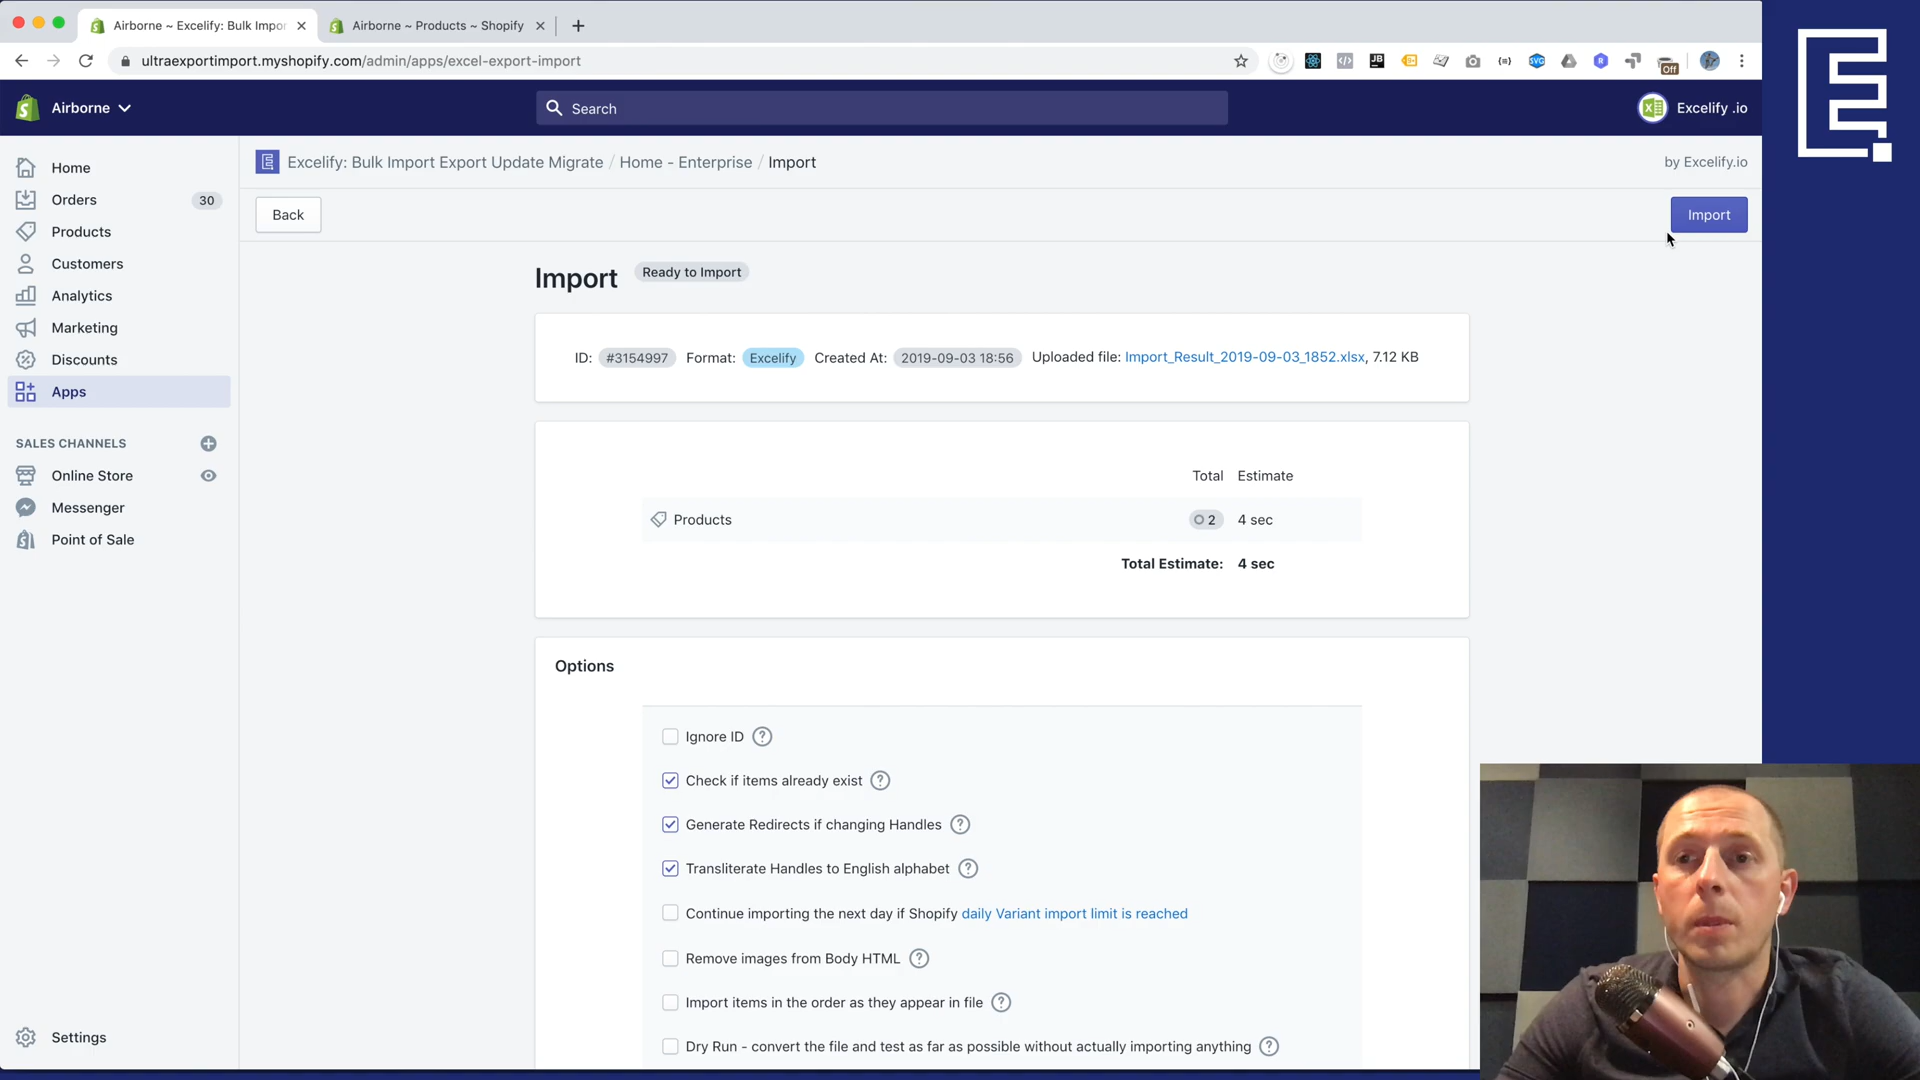 Airborne ~ Excelify: Bulk Impor
Airborne ~ Products ~ Shopify
ultraexportimport.myshopify.com/admin/apps/excel-export-import
Off
Airborne
Search
Excelify .io
Home
Orders 30
Products
Customers
Analytics
Marketing
Discounts
Apps
SALES CHANNELS
Online Store
Messenger
Point of Sale
Settings
Excelify: Bulk Import Export Update Migrate / Home - Enterprise / Import
by Excelify.io
Back
Import
Import Ready to Import
ID: #3154997 Format: Excelify Created At: 2019-09-03 18:56 Uploaded file: Import_Result_2019-09-03_1852.xlsx, 7.12 KB
Total Estimate
Products 2 4 sec
Total Estimate: 4 sec
Options
Ignore ID ?
Check if items already exist ?
Generate Redirects if changing Handles ?
Transliterate Handles to English alphabet ?
Continue importing the next day if Shopify daily Variant import limit is reached
Remove images from Body HTML ?
Import items in the order as they appear in file ?
Dry Run - convert the file and test as far as possible without actually importing anything ?